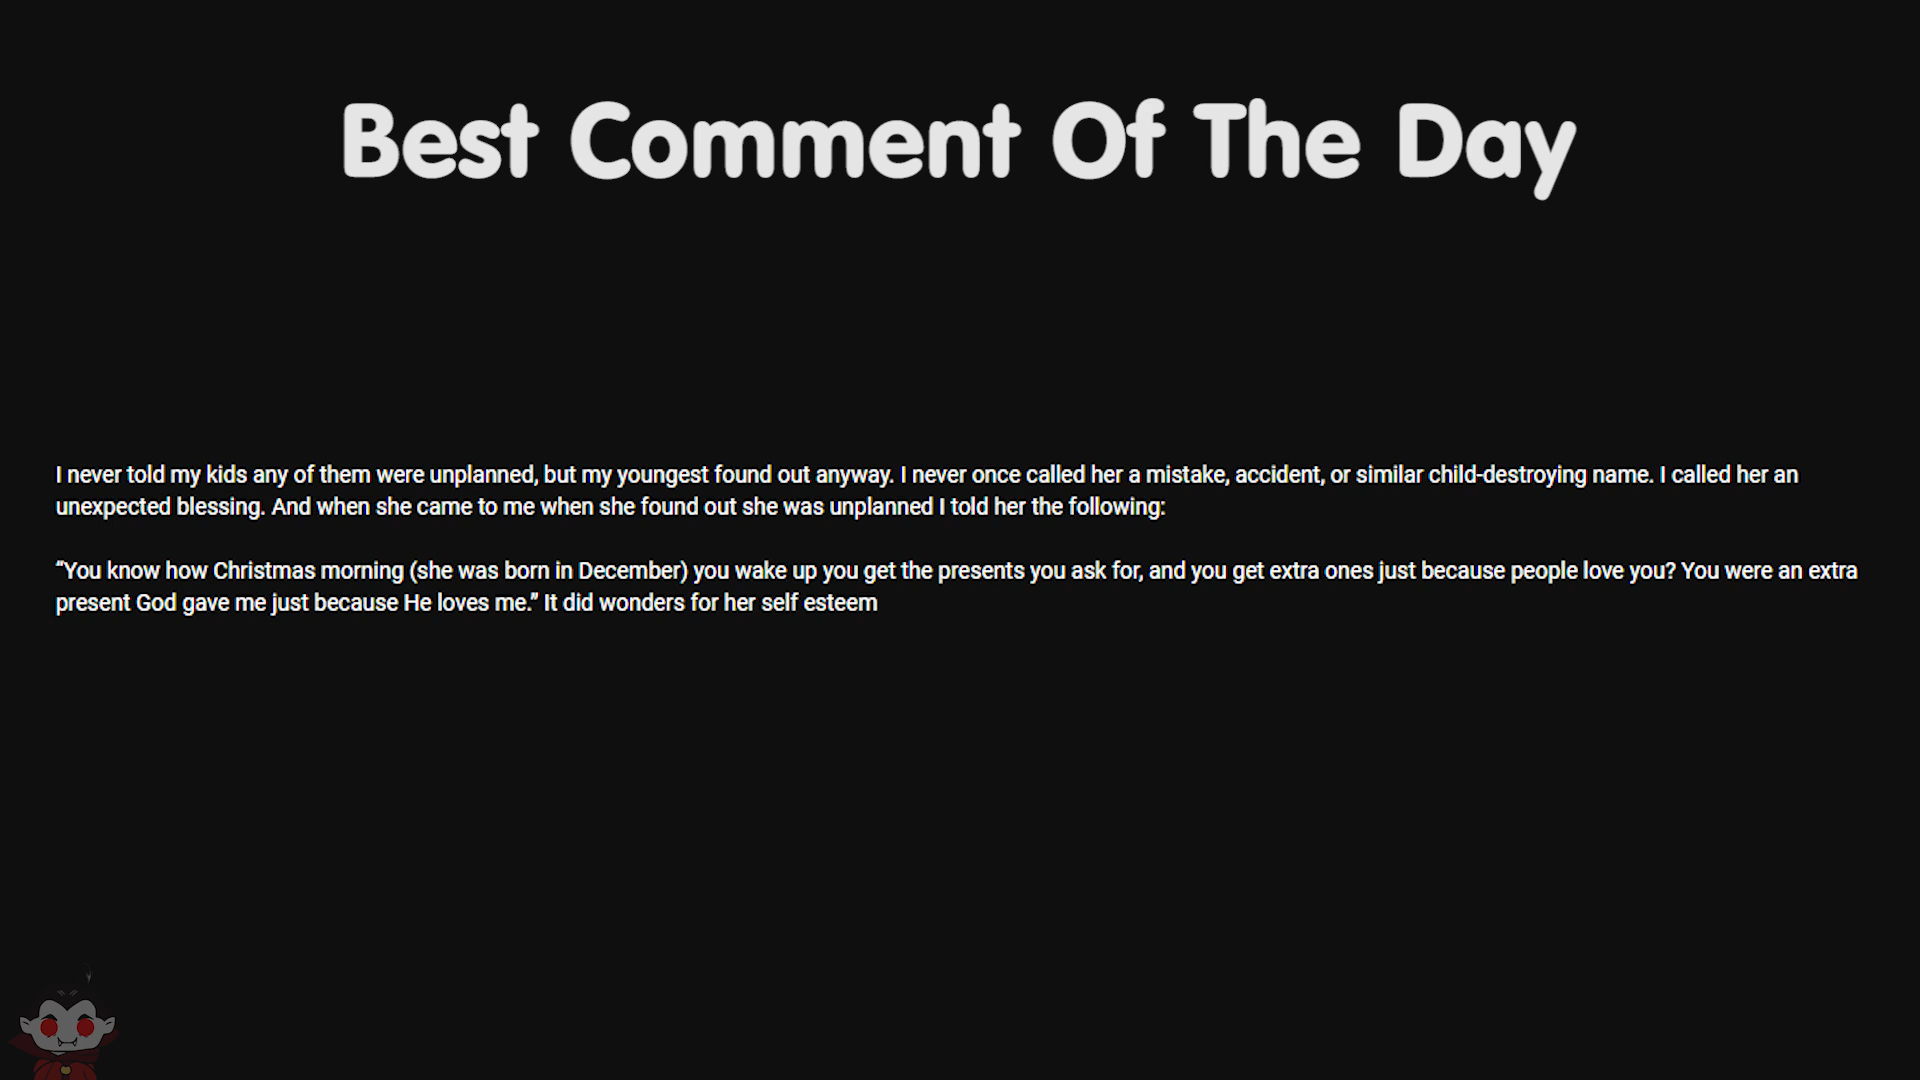 Best Comment Of The Day
I never told my kids any of them were unplanned, but my youngest found out anyway. I never once called her a mistake, accident, or similar child-destroying name. I called her an
unexpected blessing. And when she came to me when she found out she was unplanned I told her the following:
“You know how Christmas morning (she was born in December) you wake up you get the presents you ask for, and you get extra ones just because people love you? You were an extra
present God gave me just because He loves me.” It did wonders for her self esteem